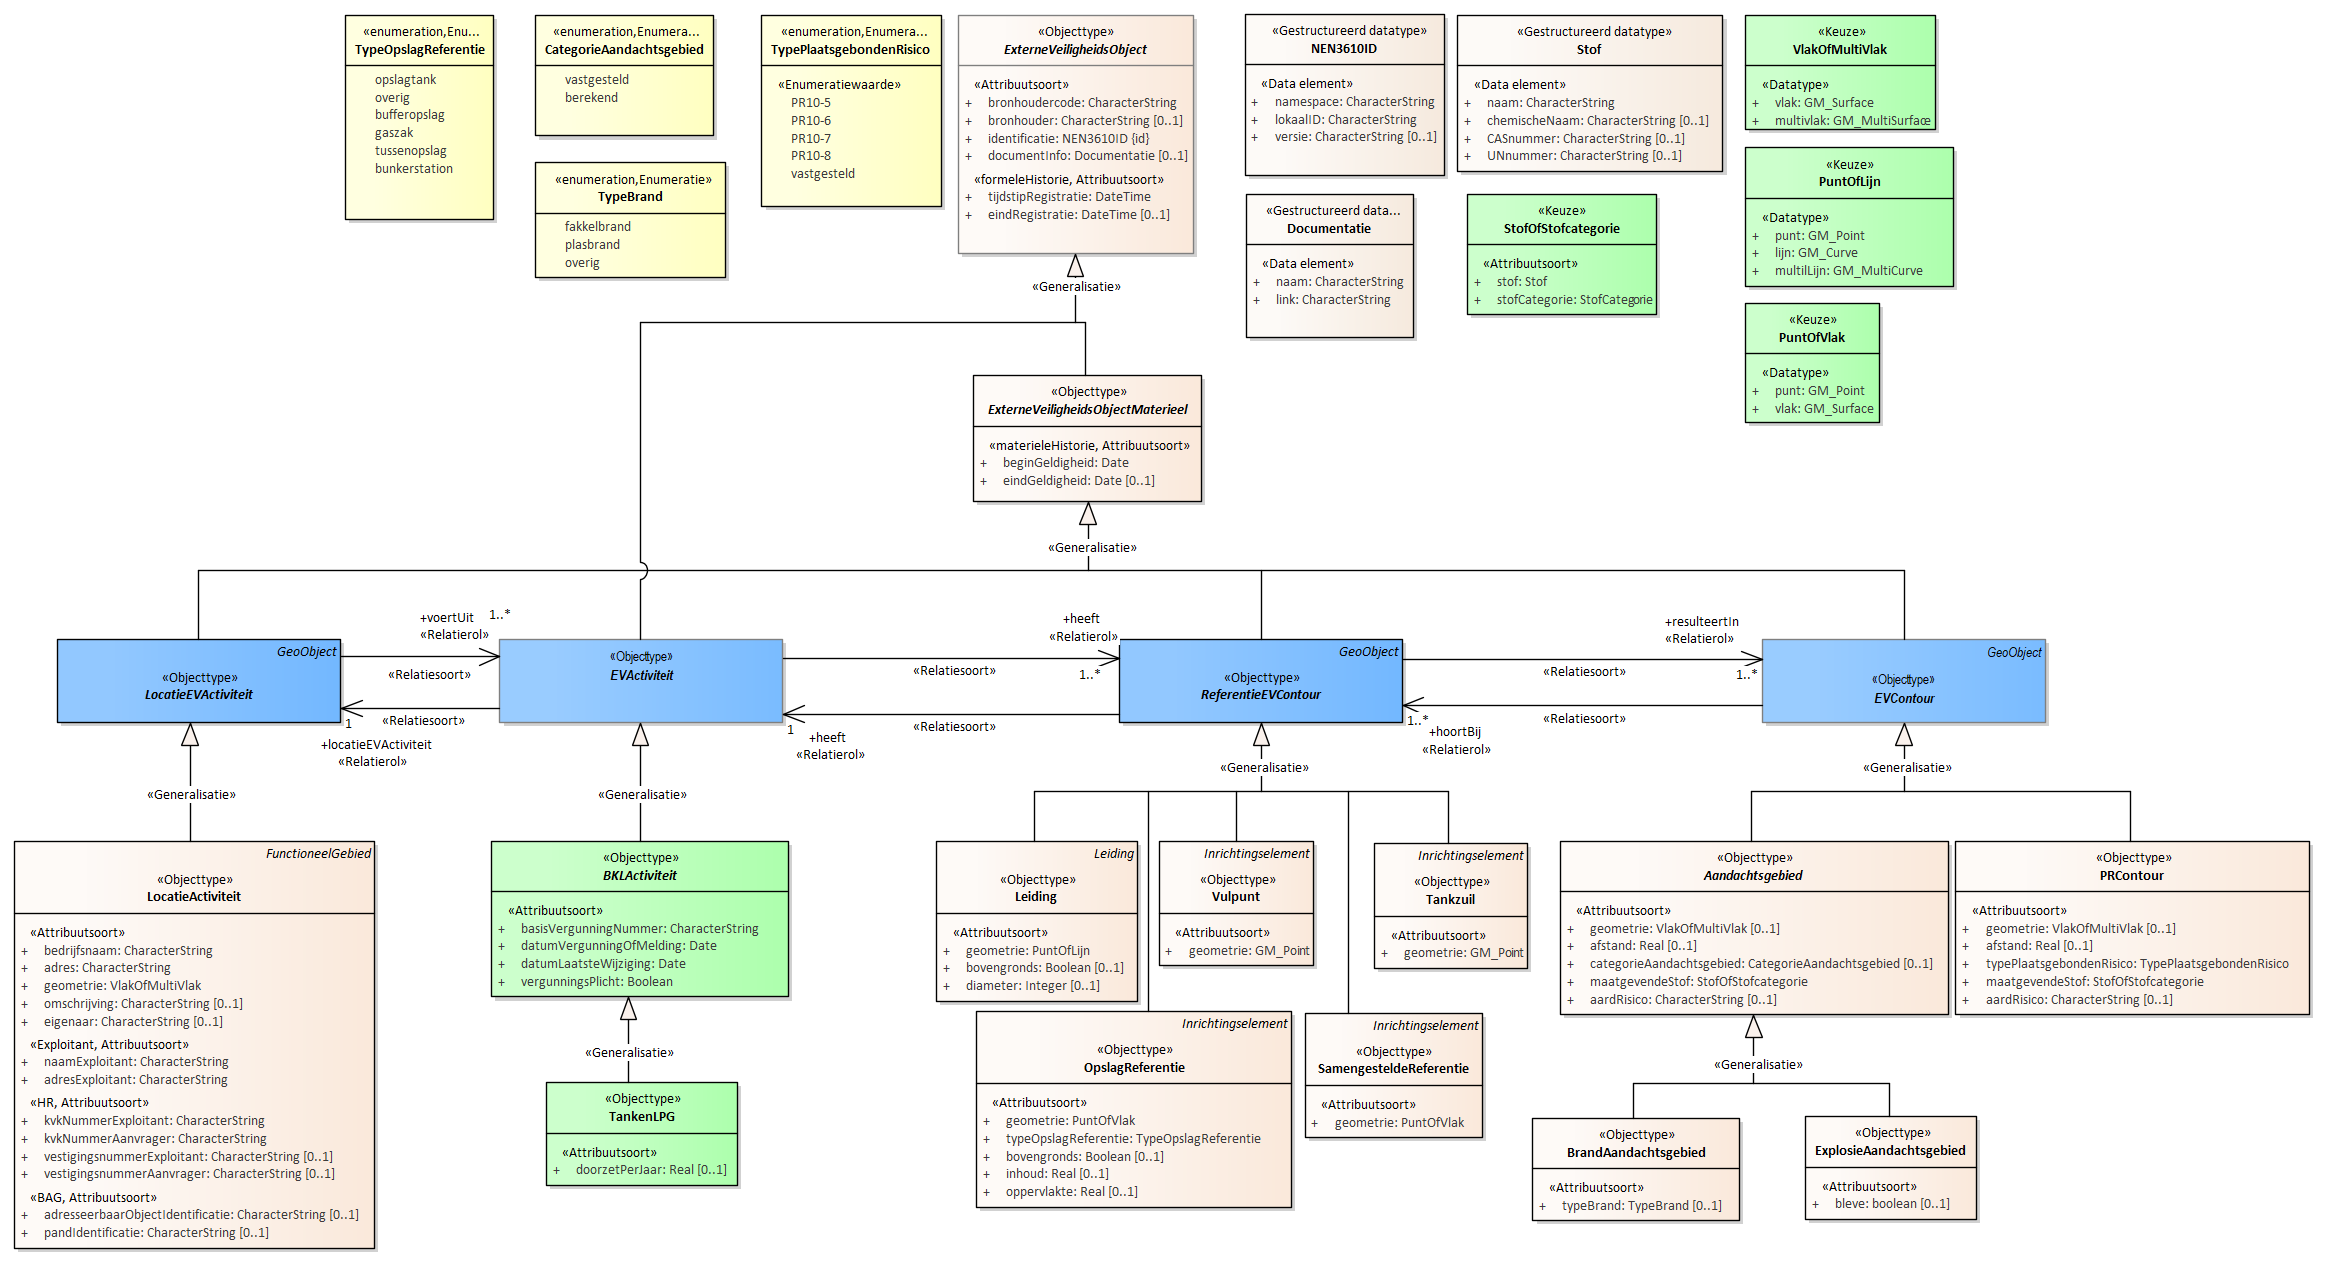 «enumeration,Enu...
TypeOpslagReferentie
opslagtank
overig
bufferopslag
gaszak
tussenopslag
bunkerstation
«enumeration,Enumera...
CategorieAandachtsgebied
vastgesteld
berekend
«enumeration,Enumeratie»
TypeBrand
fakkelbrand
plasbrand
overig
«enumeration,Enumera...
TypePlaatsgebondenRisico
«Enumeratiewaarde»
PR10-5
PR10-6
PR10-7
PR10-8
vastgesteld
«Objecttype»
ExterneVeiligheidsObject
«Attribuutsoort»
+ bronhoudercode: CharacterString
+ bronhouder: CharacterString [0..1]
+ identificatie: NEN3610ID {id}
+ documentInfo: Documentatie [0..1]
«formeleHistorie, Attribuutsoort»
+ tijdstipRegistratie: DateTime
+ eindRegistratie: DateTime [0..1]
«Gestructureerd datatype»
NEN3610ID
«Data element»
+ namespace: CharacterString
+ lokaalID: CharacterString
+ versie: CharacterString [0..1]
«Gestructureerd data...
Documentatie
«Data element»
+ naam: CharacterString
+ link: CharacterString
«Gestructureerd datatype»
Stof
«Data element»
+ naam: CharacterString
+ chemischeNaam: CharacterString [0..1]
+ CASnummer: CharacterString [0..1]
+ UNnummer: CharacterString [0..1]
«Keuze»
StofOfStofcategorie
«Attribuutsoort»
+ stof: Stof
+ stofCategorie: StofCategorie
«Keuze»
VlakOfMultiVlak
«Datatype»
+ vlak: GM_Surface
+ multivlak: GM_MultiSurface
«Keuze»
PuntOfLijn
«Datatype»
+ punt: GM_Point
+ lijn: GM_Curve
+ multilLijn: GM_MultiCurve
«Keuze»
PuntOfVlak
«Datatype»
+ punt: GM_Point
+ vlak: GM_Surface
«Generalisatie»
«Objecttype»
ExterneVeiligheidsObjectMaterieel
«materieleHistorie, Attribuutsoort»
+ beginGeldigheid: Date
+ eindGeldigheid: Date [0..1]
«Generalisatie»
GeoObject
«Objecttype»
LocatieEVActiviteit
+voertUit
1..*
«Relatierol»
«Relatiesoort»
«Relatiesoort»
1
+locatieEVActiviteit
«Relatierol»
«Objecttype»
EVActiviteit
+heeft
«Relatierol»
«Relatiesoort»
1..*
«Relatiesoort»
1
+heeft
«Relatierol»
GeoObject
«Objecttype»
ReferentieEVContour
+resulteertIn
«Relatierol»
«Relatiesoort»
1..*
«Relatiesoort»
1..*
+hoortBij
«Relatierol»
GeoObject
«Objecttype»
EVContour
«Generalisatie»
«Generalisatie»
«Generalisatie»
«Generalisatie»
FunctioneelGebied
«Objecttype»
LocatieActiviteit
«Attribuutsoort»
+ bedrijfsnaam: CharacterString
+ adres: CharacterString
+ geometrie: VlakOfMultiVlak
+ omschrijving: CharacterString [0..1]
+ eigenaar: CharacterString [0..1]
«Exploitant, Attribuutsoort»
+ naamExploitant: CharacterString
+ adresExploitant: CharacterString
«HR, Attribuutsoort»
+ kvkNummerExploitant: CharacterString
+ kvkNummerAanvrager: CharacterString
+ vestigingsnummerExploitant: CharacterString [0..1]
+ vestigingsnummerAanvrager: CharacterString [0..1]
«BAG, Attribuutsoort»
+ adresseerbaarObjectIdentificatie: CharacterString [0..1]
+ pandIdentificatie: CharacterString [0..1]
«Objecttype»
BKLActiviteit
«Attribuutsoort»
+ basisVergunningNummer: CharacterString
+ datumVergunningOfMelding: Date
+ datumLaatsteWijziging: Date
+ vergunningsPlicht: Boolean
«Generalisatie»
«Objecttype»
TankenLPG
«Attribuutsoort»
+ doorzetPerJaar: Real [0..1]
Leiding
«Objecttype»
Leiding
«Attribuutsoort»
+ geometrie: PuntOfLijn
+ bovengronds: Boolean [0..1]
+ diameter: Integer [0..1]
Inrichtingselement
«Objecttype»
Vulpunt
«Attribuutsoort»
+ geometrie: GM_Point
Inrichtingselement
«Objecttype»
Tankzuil
«Attribuutsoort»
+ geometrie: GM_Point
Inrichtingselement
«Objecttype»
OpslagReferentie
«Attribuutsoort»
+ geometrie: PuntOfVlak
+ typeOpslagReferentie: TypeOpslagReferentie
+ bovengronds: Boolean [0..1]
+ inhoud: Real [0..1]
+ oppervlakte: Real [0..1]
Inrichtingselement
«Objecttype»
SamengesteldeReferentie
«Attribuutsoort»
+ geometrie: PuntOfVlak
«Objecttype»
Aandachtsgebied
«Attribuutsoort»
+ geometrie: VlakOfMultiVlak [0..1]
+ afstand: Real [0..1]
+ categorieAandachtsgebied: CategorieAandachtsgebied [0..1]
+ maatgevendeStof: StofOfStofcategorie
+ aardRisico: CharacterString [0..1]
«Objecttype»
PRContour
«Attribuutsoort»
+ geometrie: VlakOfMultiVlak [0..1]
+ afstand: Real [0..1]
+ typePlaatsgebondenRisico: TypePlaatsgebondenRisico
+ maatgevendeStof: StofOfStofcategorie
+ aardRisico: CharacterString [0..1]
«Generalisatie»
«Objecttype»
BrandAandachtsgebied
«Attribuutsoort»
+ typeBrand: TypeBrand [0..1]
«Objecttype»
ExplosieAandachtsgebied
«Attribuutsoort»
+ bleve: boolean [0..1]